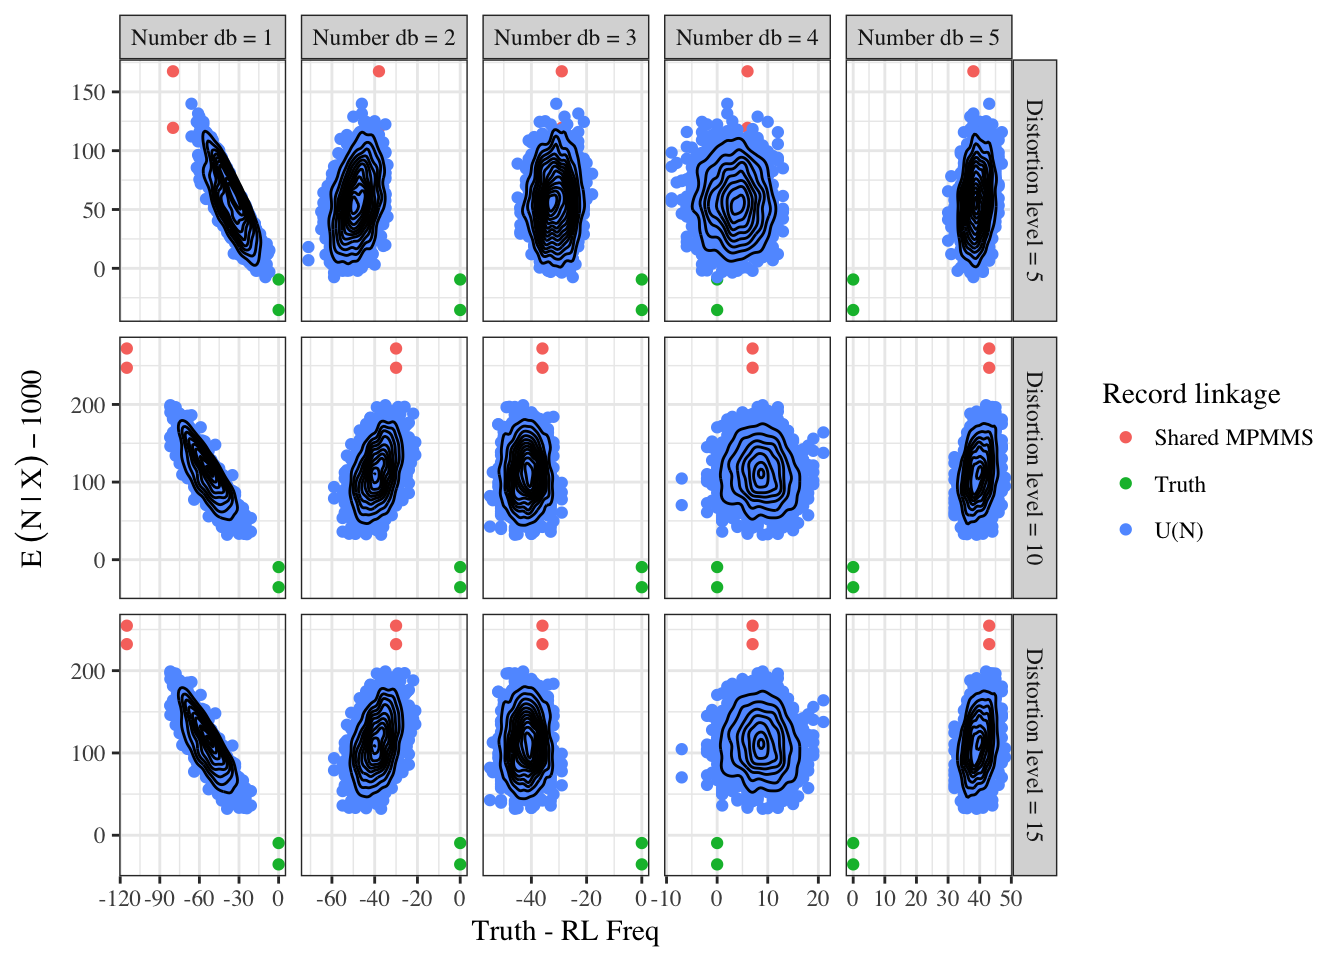 Number db = 1 Number db = 2 Number db = 3 Number db = 4 Number db = 5
150
100
50
0
Distortion level = 5
200
100
0
Distortion level = 10
200
100
0
Distortion level = 15
E (N | X) − 1000
-120 -90 -60 -30 0 -60 -40 -20 0 -40 -20 0 -10 0 10 20 0 10 20 30 40 50
Truth - RL Freq
Record linkage
Shared MPMMS
Truth
U(N)